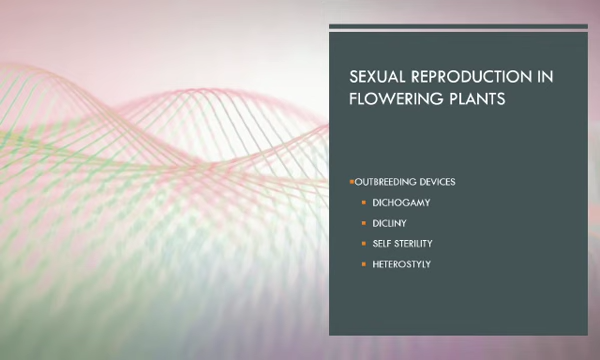 SEXUAL REPRODUCTION IN
FLOWERING PLANTS
OUTBREEDING DEVICES
DICHOGAMY
DICLINY
SELF STERILITY
HETEROSTYLY